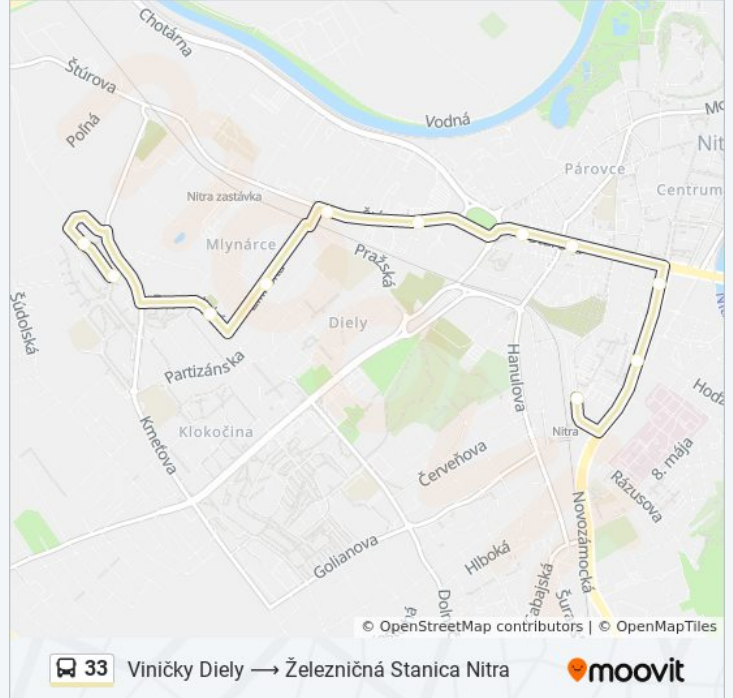 Chotárna
Štúrova
Vodná
Poľná
Nit
Párovce
Centrum
Nitra zastávka
Mlynárce
Pražská
Šúdolská
Diely
Hanulova
Partizánska
Klokočina
Kmeťova
Nitra
8. mája
Červeňova
Rázusova
Novozámocká
Golianova
Hlboká
© OpenStreetMap contributors | © OpenMapTiles
33 Viničky Diely ⟶ Železničná Stanica Nitra moovit